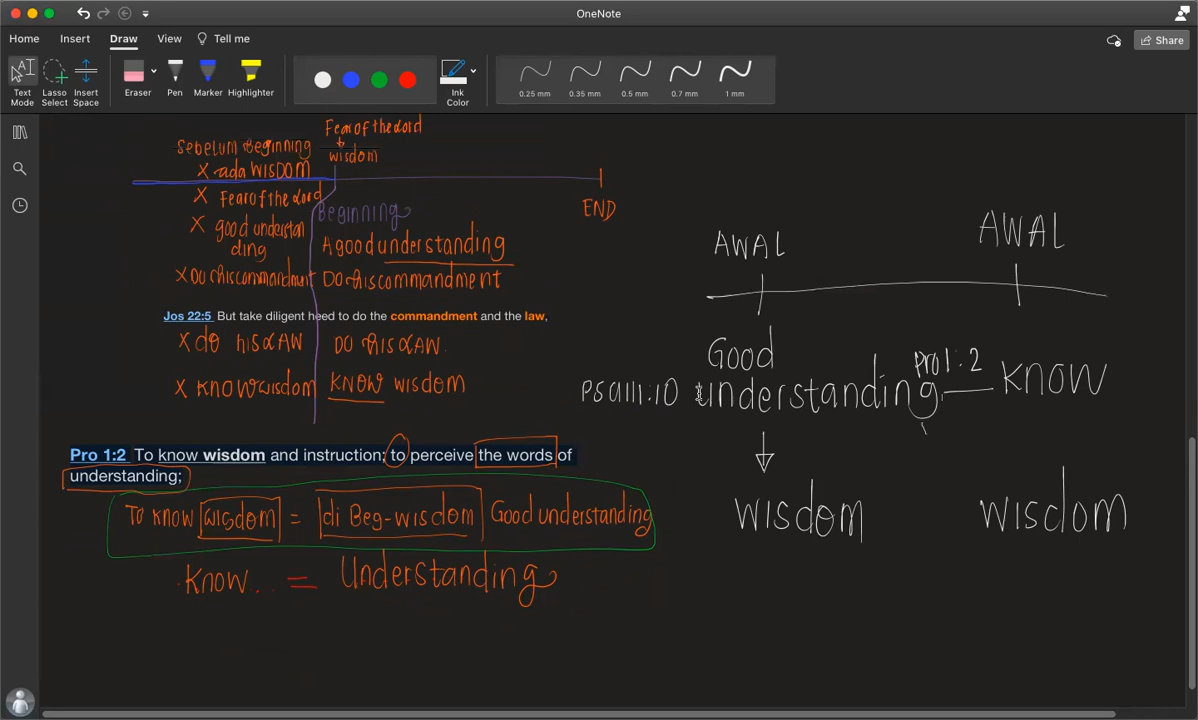 OneNote
Home Insert Draw View Tell me
Share
Text Mode
Lasso Select
Insert Space
Eraser
Pen
Marker
Highlighter
Ink Color
0.25 mm
0.35 mm
0.5 mm
0.7 mm
1 mm
Fear of the Lord
Sebelum Beginning
wisdom
X ada WISDOM
X Fear of the Lord
END
Beginning
X good understan
ding
A good understanding
X Do his commandment
Do his commandment
Jos 22:5 But take diligent heed to do the commandment and the law,
X do his LAW
DO his LAW.
X Know wisdom
KNOW wisdom
Pro 1:2 To know wisdom and instruction; to perceive the words of
understanding;
To know wisdom = di Beg-wisdom Good understanding
Know.. = Understanding
AWAL
AWAL
Good
Pro 1:2
Psa 111:10 understanding
KNOW
wisdom
wisdom